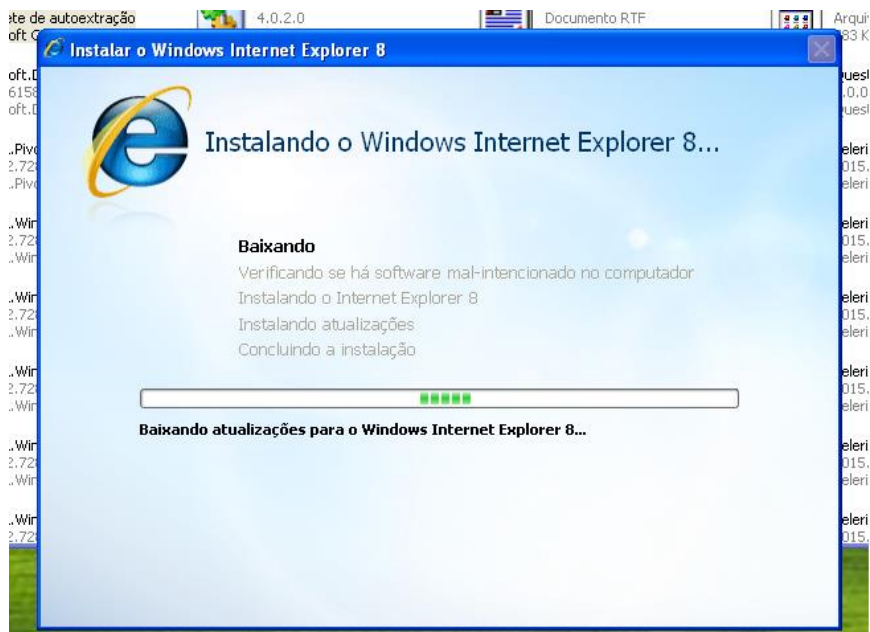 ete de autoextração
4.0.2.0
Documento RTF
Instalar o Windows Internet Explorer 8
Instalando o Windows Internet Explorer 8...
Baixando
Verificando se há software mal-intencionado no computador
Instalando o Internet Explorer 8
Instalando atualizações
Concluindo a instalação
Baixando atualizações para o Windows Internet Explorer 8...